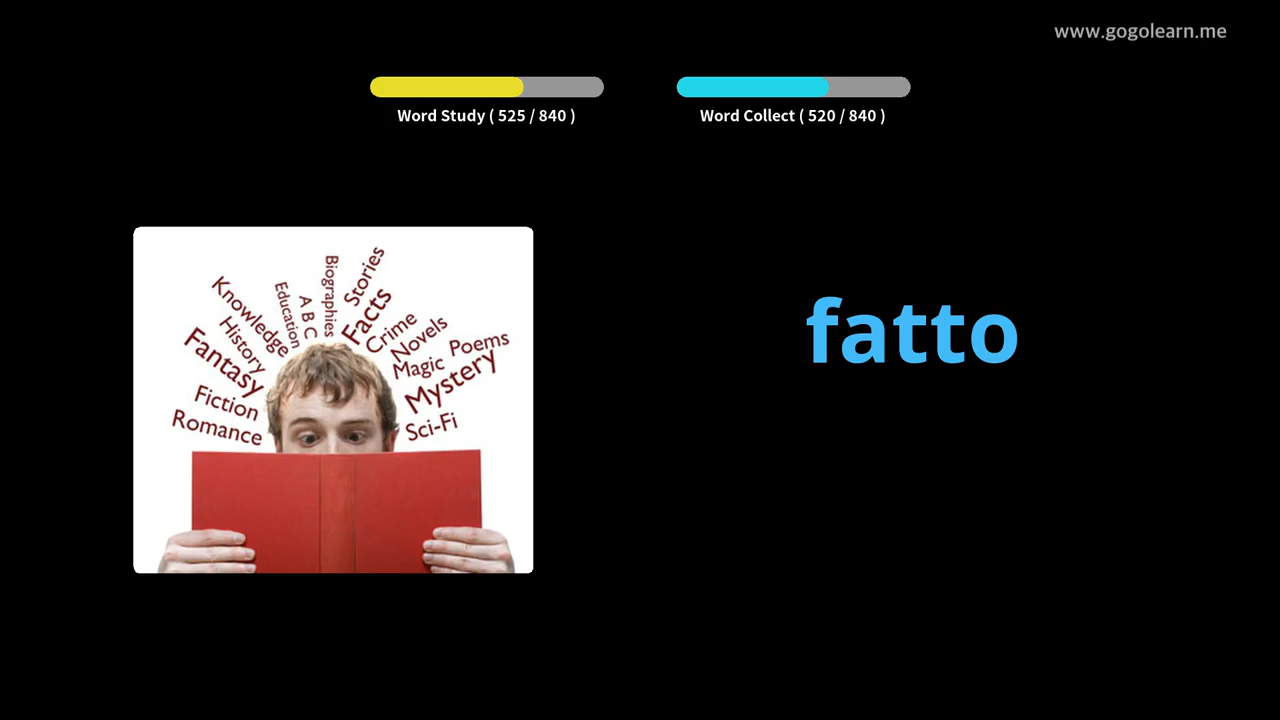 www.gogolearn.me
Word Study ( 525 / 840 )
Word Collect ( 520 / 840 )
Biographies
Stories
Knowledge
Education
A B C
Facts
History
Crime
Novels
Fantasy
Magic
Poems
Fiction
Mystery
Romance
Sci-Fi
fatto